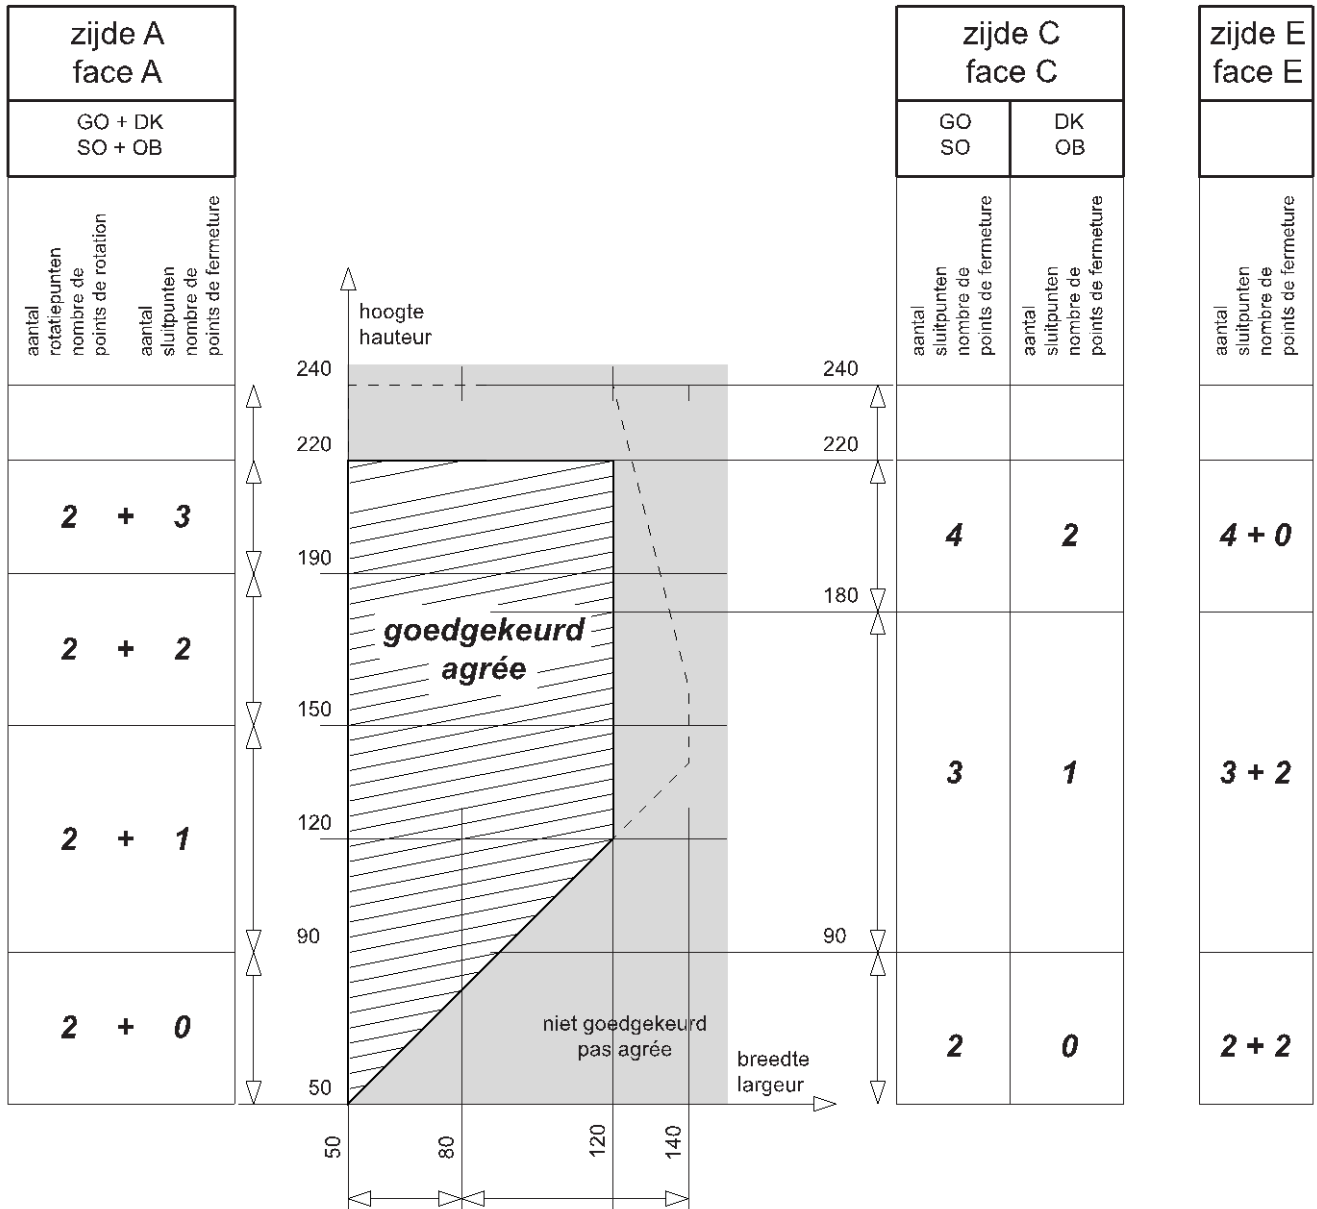 zijde A
face A
GO + DK
SO + OB
aantal
rotatiepunten
nombre de
points de rotation
aantal
sluitpunten
nombre de
points de fermeture
2 + 3
2 + 2
2 + 1
2 + 0
hoogte
hauteur
240
220
190
150
120
90
50
goedgekeurd
agrée
niet goedgekeurd
pas agrée
breedte
largeur
50
80
120
140
240
220
180
90
zijde C
face C
GO
SO
DK
OB
aantal
sluitpunten
nombre de
points de fermeture
aantal
sluitpunten
nombre de
points de fermeture
4 2
3 1
2 0
zijde E
face E
aantal
sluitpunten
nombre de
points de fermeture
4 + 0
3 + 2
2 + 2